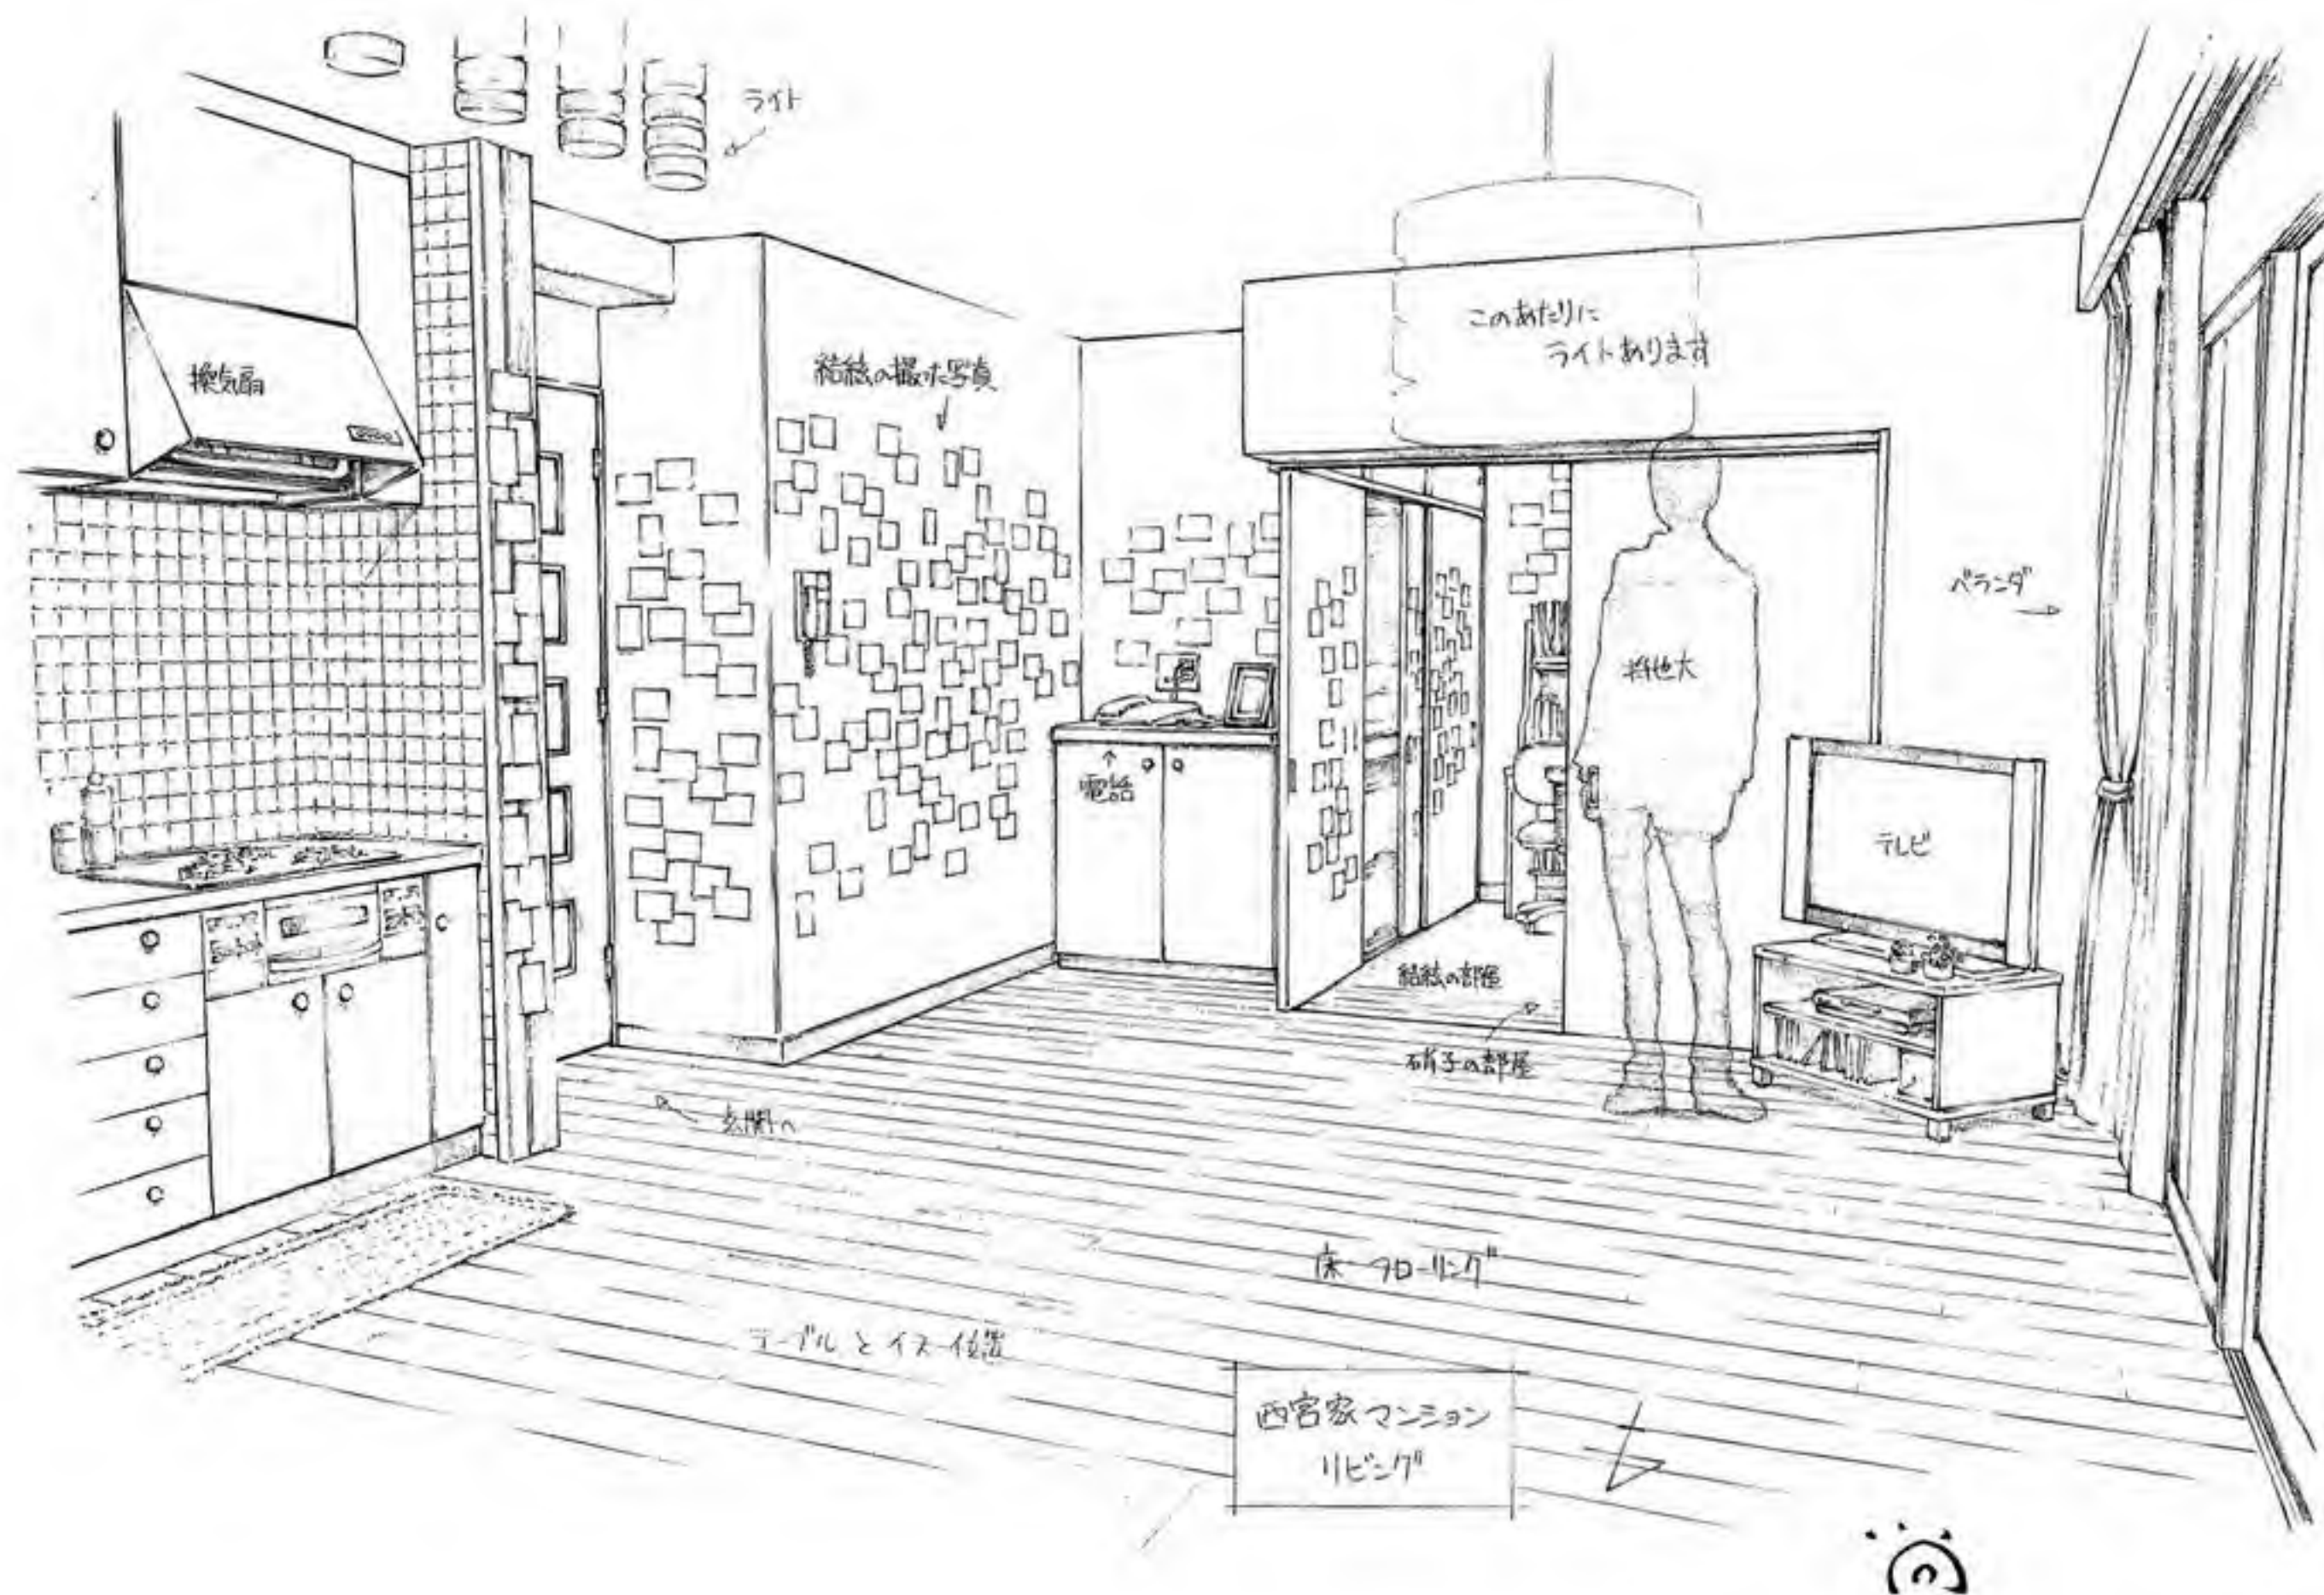 ライト
このあたりに
ライトあります
換気扇
結絃の撮った写真
ベランダ
将也大
電話
テレビ
結絃の部屋
硝子の部屋
玄関へ
床 フローリング
テーブルとイス 位置
西宮家マンション
リビング